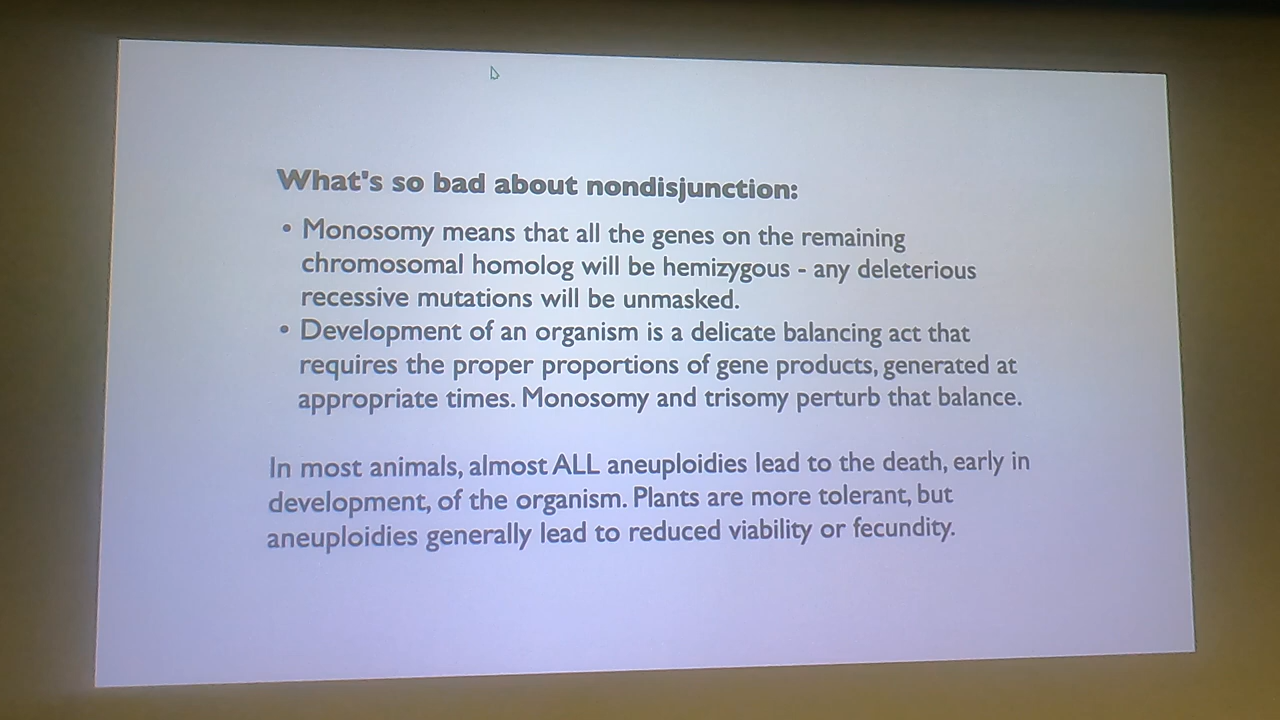 What's so bad about nondisjunction:
• Monosomy means that all the genes on the remaining
chromosomal homolog will be hemizygous - any deleterious
recessive mutations will be unmasked.
• Development of an organism is a delicate balancing act that
requires the proper proportions of gene products, generated at
appropriate times. Monosomy and trisomy perturb that balance.
In most animals, almost ALL aneuploidies lead to the death, early in
development, of the organism. Plants are more tolerant, but
aneuploidies generally lead to reduced viability or fecundity.